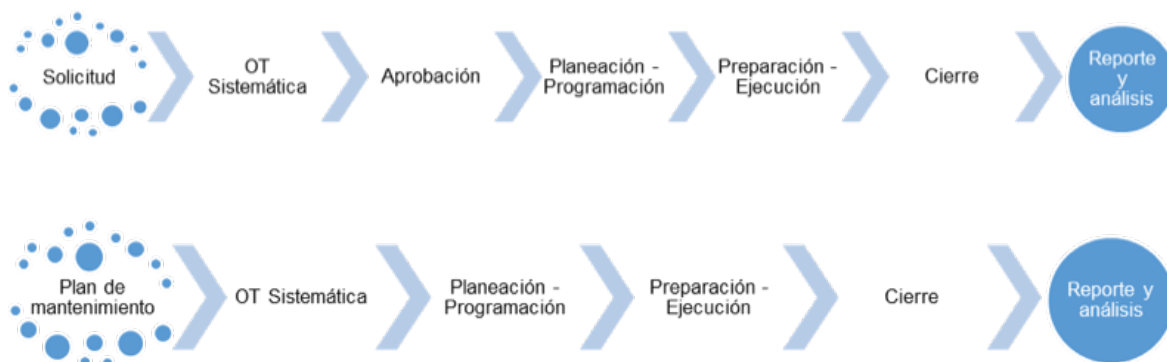 Solicitud
OT
Sistemática
Aprobación
Planeación -
Programación
Preparación -
Ejecución
Cierre
Reporte
y
análisis
Plan de
mantenimiento
OT Sistemática
Planeación -
Programación
Preparación -
Ejecución
Cierre
Reporte y
análisis